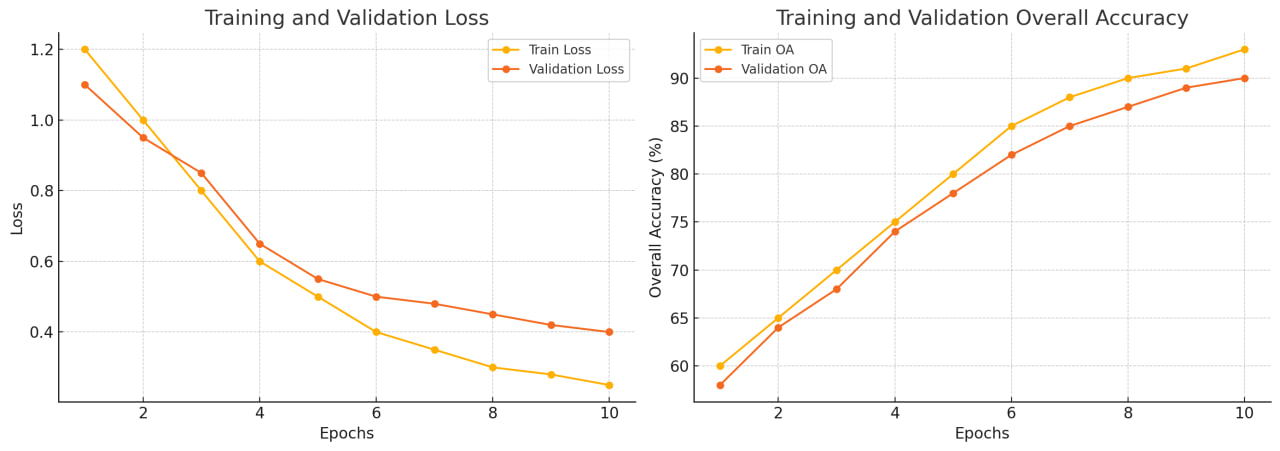 Training and Validation Loss
Train Loss
Validation Loss
1.2
1.0
0.8
0.6
0.4
Loss
2 4 6 8 10
Epochs
Training and Validation Overall Accuracy
Train OA
Validation OA
90
85
80
75
70
65
60
Overall Accuracy (%)
2 4 6 8 10
Epochs